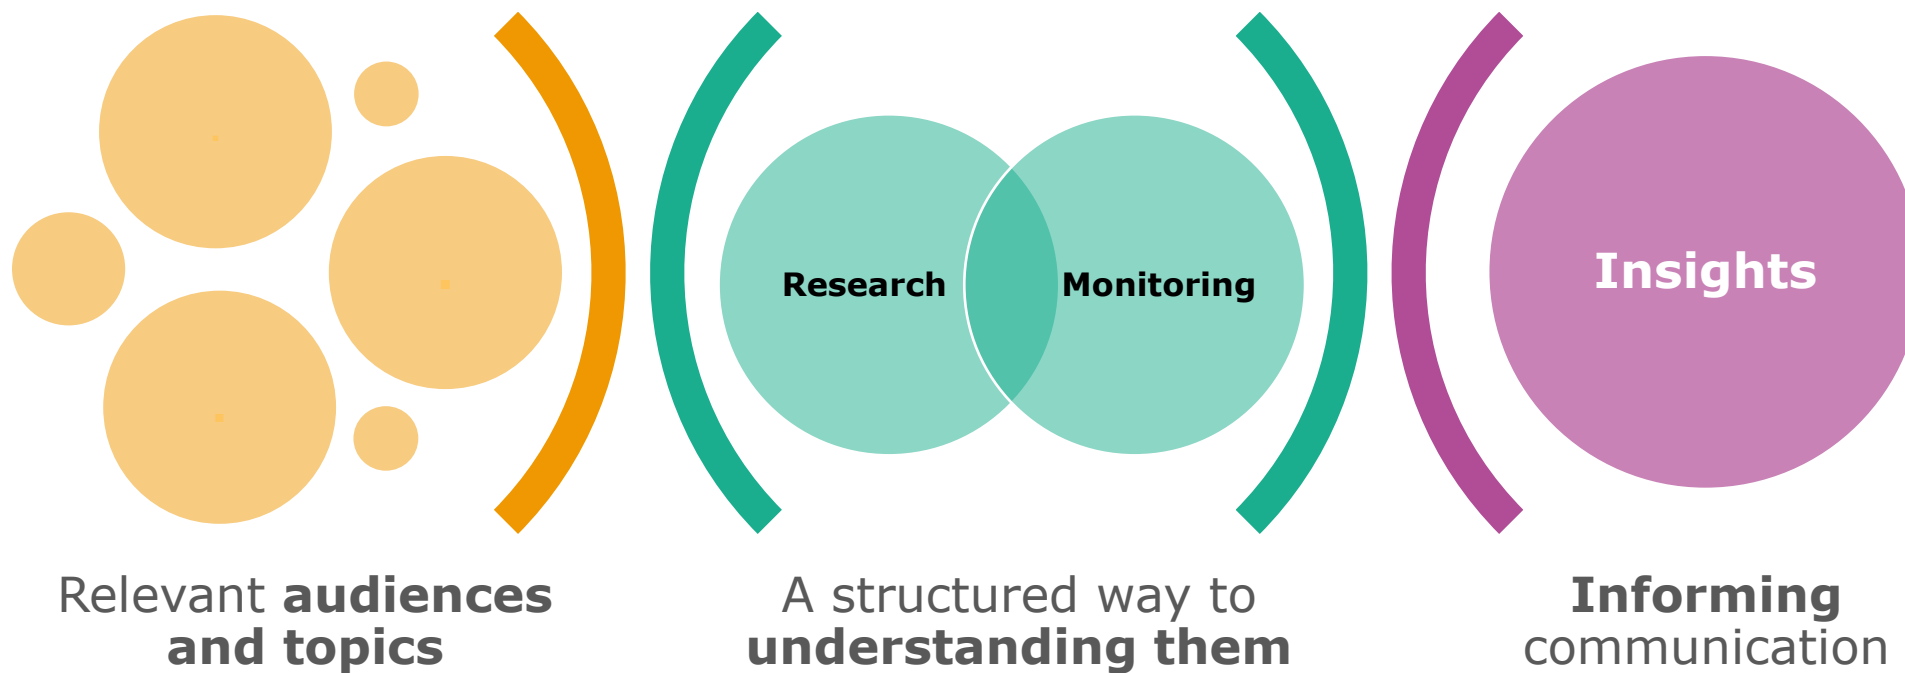 Research
Monitoring
Insights
Relevant audiences
and topics
A structured way to
understanding them
Informing
communication